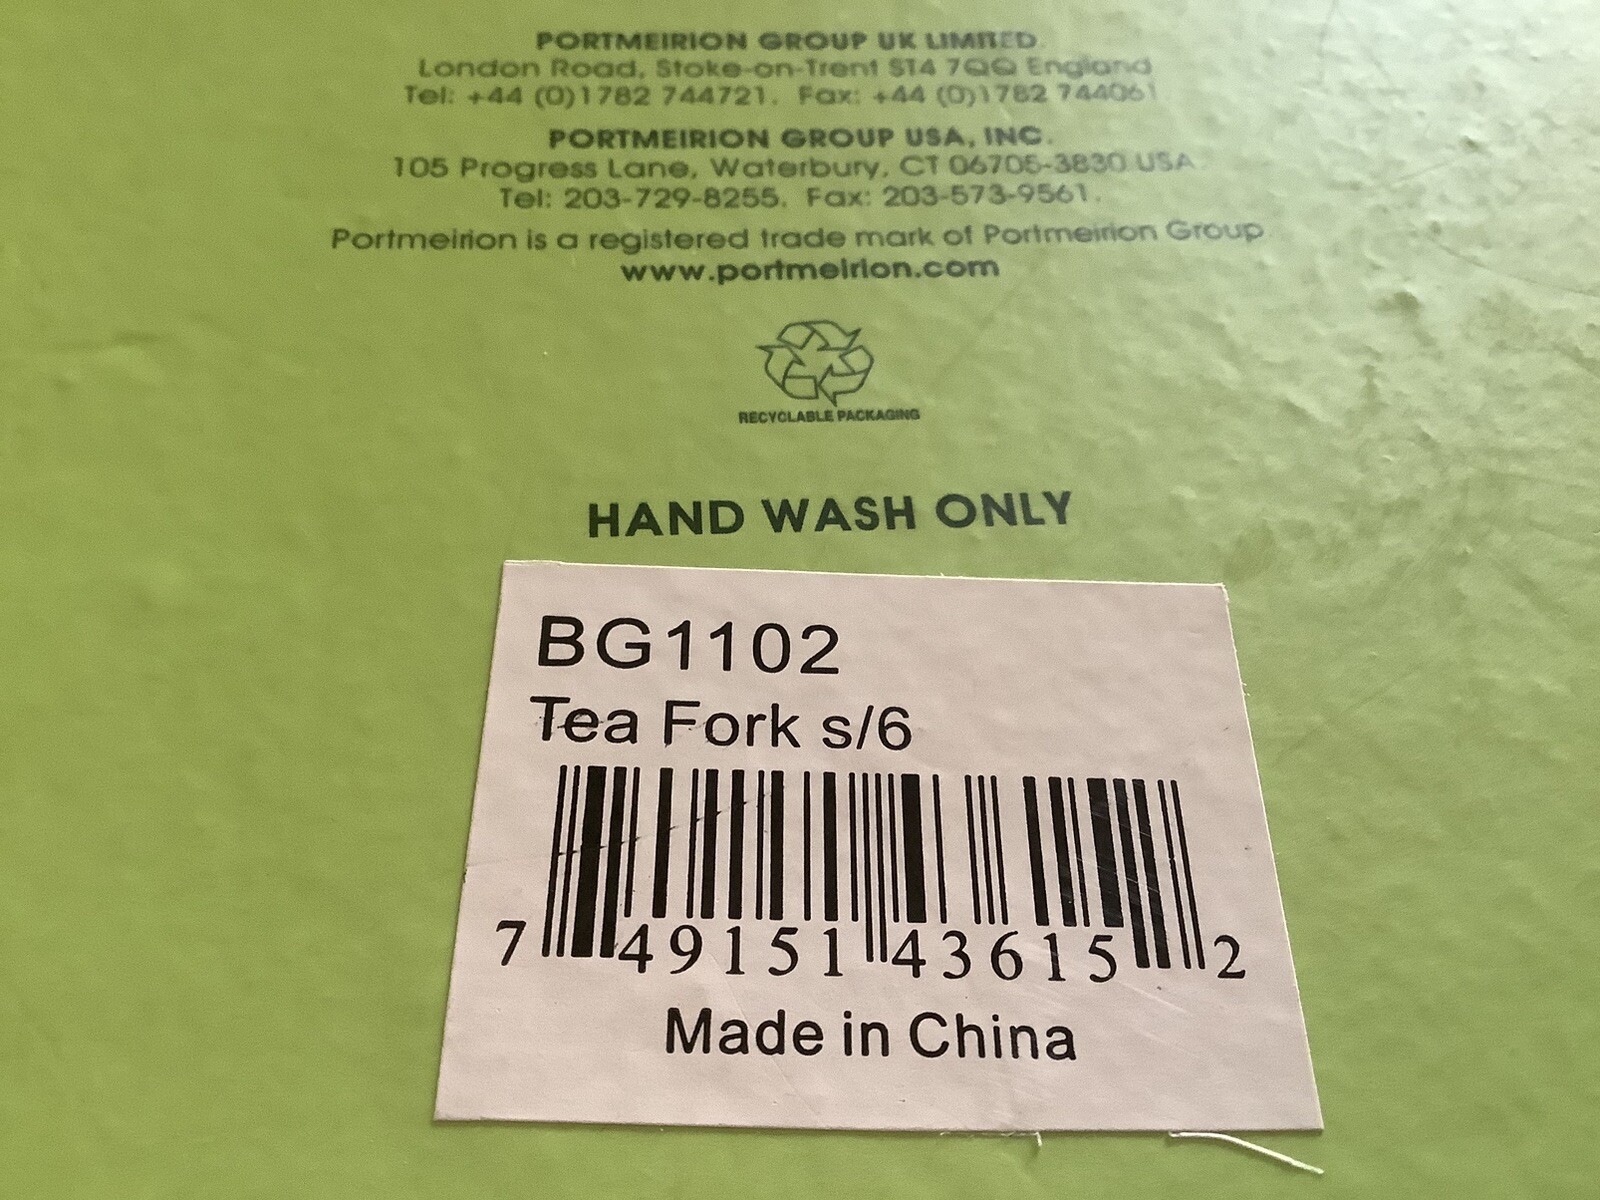 PORTMEIRION GROUP UK LIMITED.
London Road, Stoke-on-Trent ST4 7QQ England
Tel: +44 (0)1782 744721. Fax: +44 (0)1782 744061
PORTMEIRION GROUP USA, INC.
105 Progress Lane, Waterbury, CT 06705-3830 USA
Tel: 203-729-8255. Fax: 203-573-9561.
Portmeirion is a registered trade mark of Portmeirion Group
www.portmeirion.com
RECYCLABLE PACKAGING
HAND WASH ONLY
BG1102
Tea Fork s/6
7 49151 43615 2
Made in China